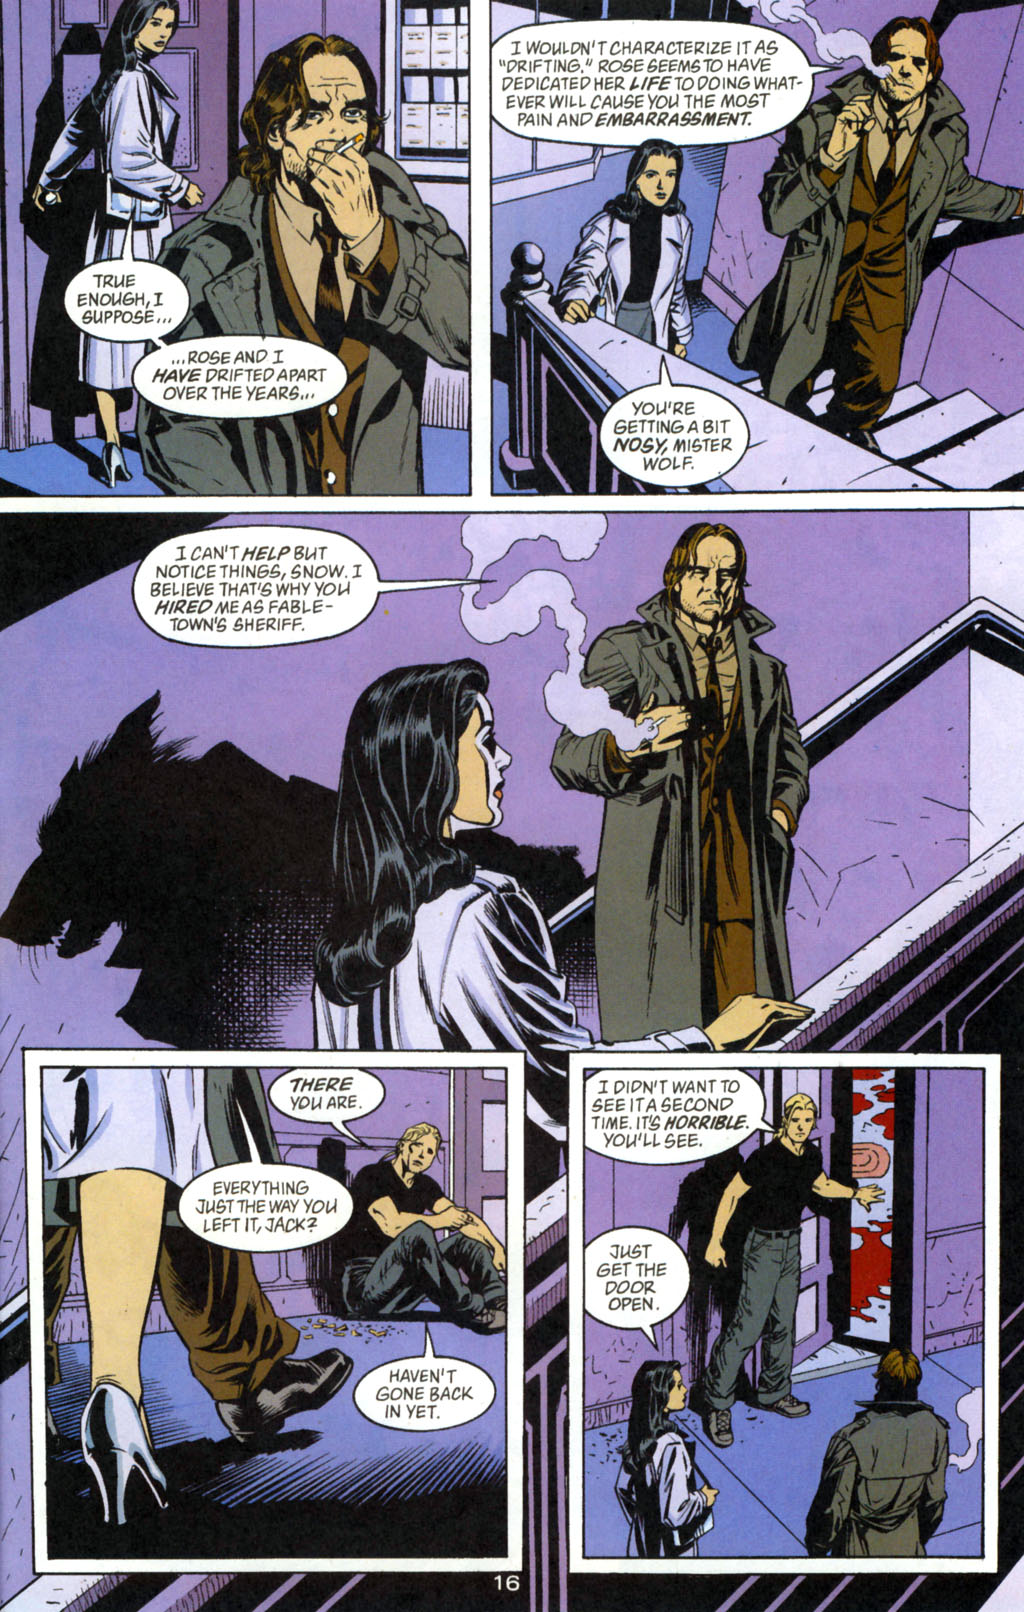 TRUE
ENOUGH, I
SUPPOSE...
...ROSE AND I
HAVE DRIFTED APART
OVER THE YEARS...
I WOULDN'T CHARACTERIZE IT AS
"DRIFTING." ROSE SEEMS TO HAVE
DEDICATED HER LIFE TO DOING WHAT-
EVER WILL CAUSE YOU THE MOST
PAIN AND EMBARRASSMENT.
YOU'RE
GETTING A BIT
NOSY, MISTER
WOLF.
I CAN'T HELP BUT
NOTICE THINGS, SNOW. I
BELIEVE THAT'S WHY YOU
HIRED ME AS FABLE-
TOWN'S SHERIFF.
THERE
YOU ARE.
EVERYTHING
JUST THE WAY YOU
LEFT IT, JACK?
HAVEN'T
GONE BACK
IN YET.
I DIDN'T WANT TO
SEE IT A SECOND
TIME. IT'S HORRIBLE.
YOU'LL SEE.
JUST
GET THE
DOOR
OPEN.
16